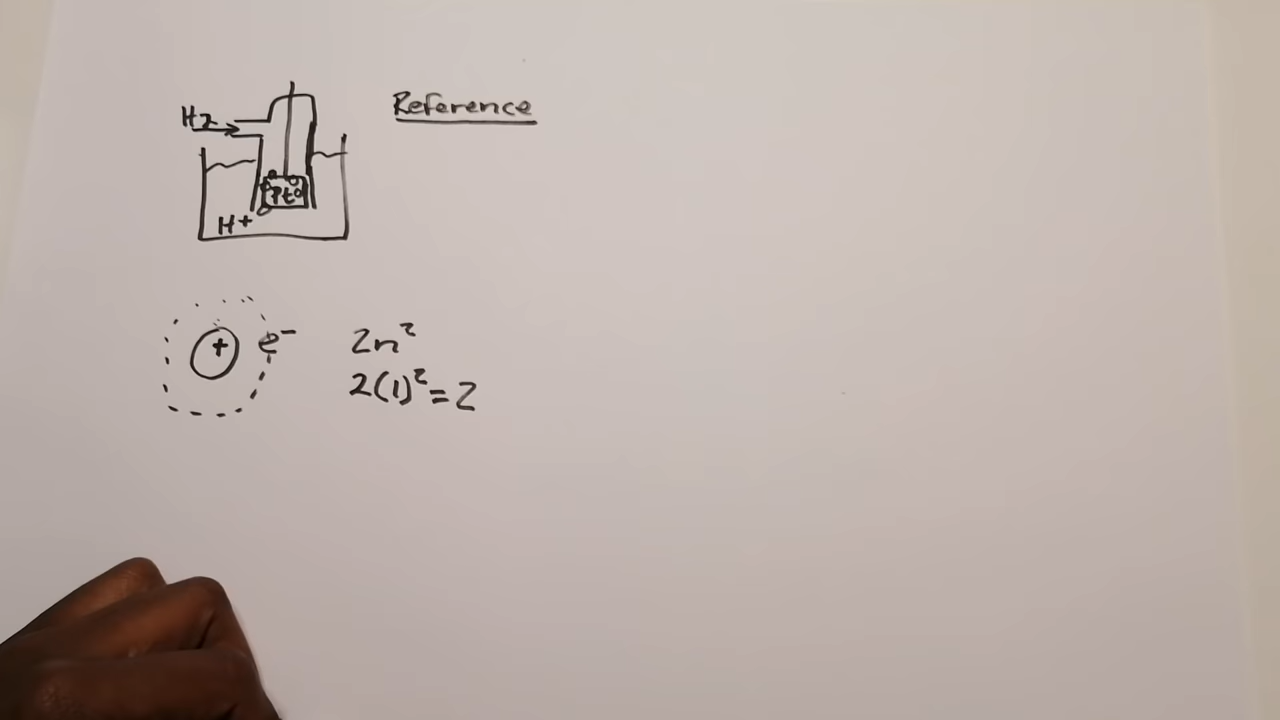 H2
Reference
Pt
H+
+ e⁻
2n²
2(1)² = 2